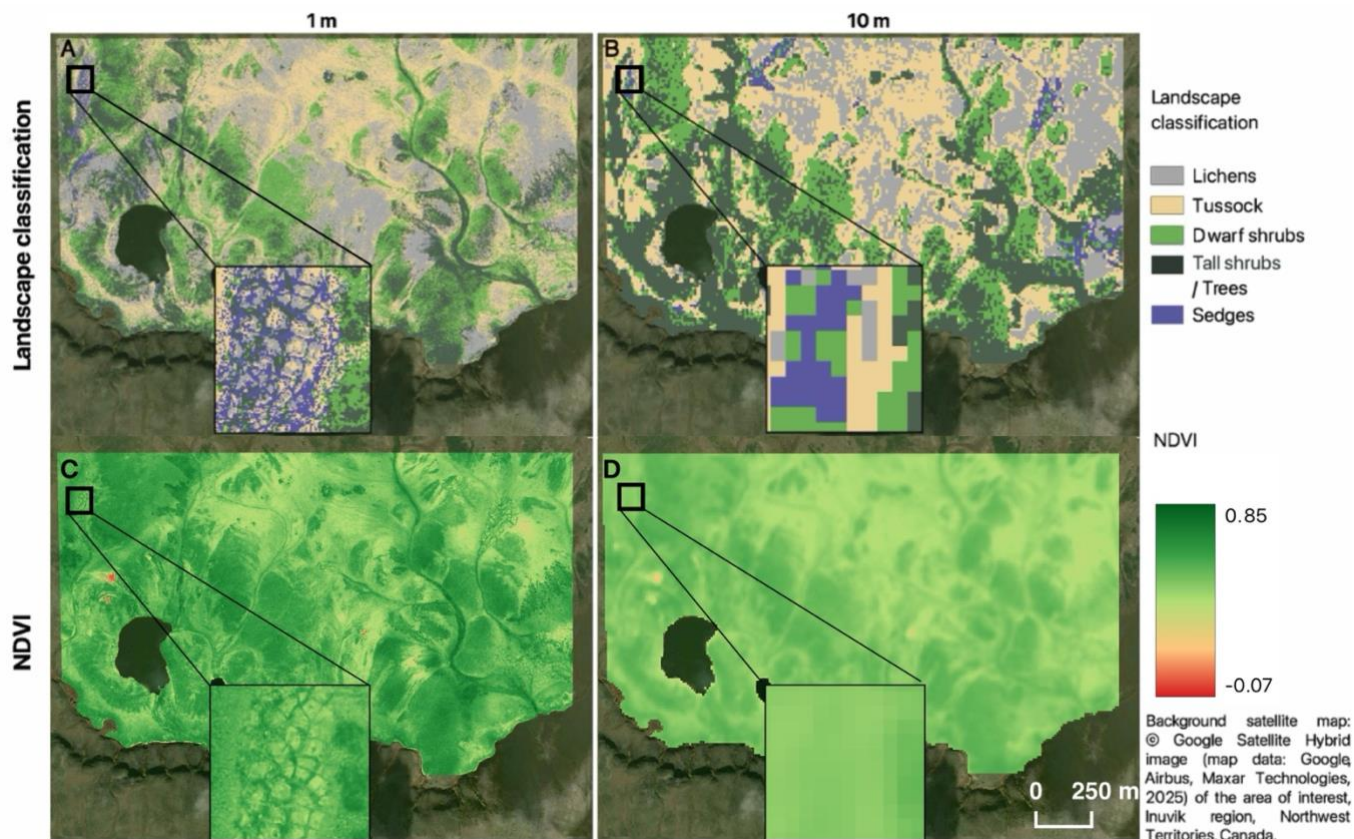 1 m
10 m
Landscape classification
A
B
Landscape
classification
Lichens
Tussock
Dwarf shrubs
Tall shrubs
/ Trees
Sedges
NDVI
C
D
NDVI
0.85
-0.07
0 250 m
Background satellite map:
© Google Satellite Hybrid
image (map data: Google,
Airbus, Maxar Technologies,
2025) of the area of interest,
Inuvik region, Northwest
Territories, Canada.